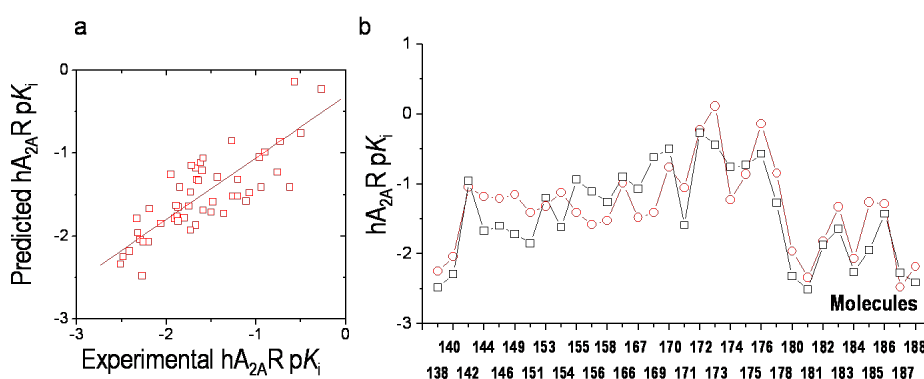 a
b
0
-1
-2
-3
Predicted hA2AR pKi
-3 -2 -1 0
Experimental hA2AR pKi
1
0
-1
-2
-3
hA2AR pKi
Molecules
140 144 149 153 155 158 167 170 172 174 176 180 182 184 186 188
138 142 146 151 154 156 166 169 171 173 175 178 181 183 185 187